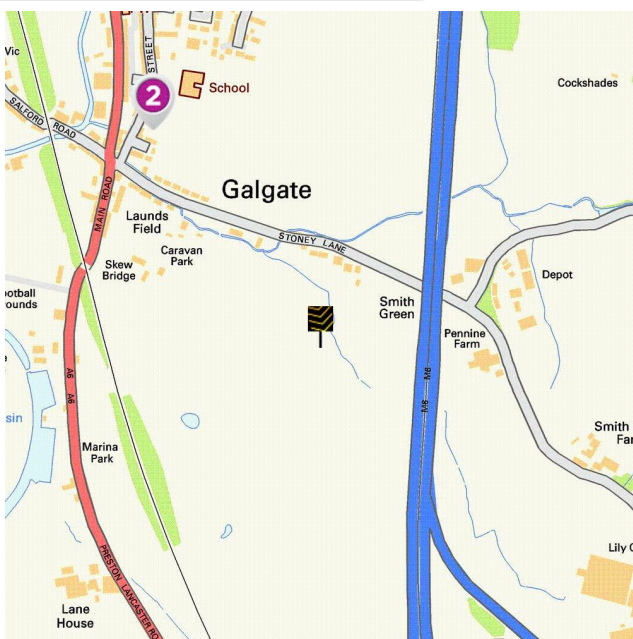 Vic
STREET
2
School
Cockshades
SALFORD ROAD
Galgate
MAIN ROAD
Launds
Field
STONEY LANE
Caravan
Park
Skew
Bridge
Depot
ootball
ounds
Smith
Green
Pennine
Farm
A6 A6
M6 M6
sin
Marina
Park
Smith
Fa
Lily
PRESTON LANCASTER RO
Lane
House